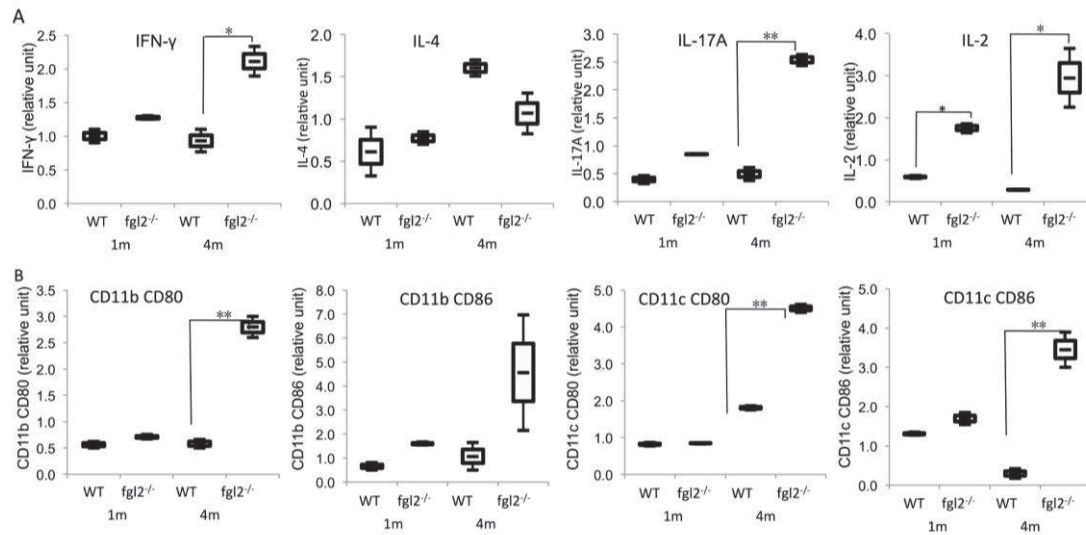 A
IFN-γ
IFN-γ (relative unit)
2.5
2.0
1.5
1.0
0.5
0.0
*
WT fgl2-/- WT fgl2-/-
1m 4m
IL-4
IL-4 (relative unit)
2.0
1.5
1.0
0.5
0.0
WT fgl2-/- WT fgl2-/-
1m 4m
IL-17A
IL-17A (relative unit)
3.0
2.5
2.0
1.5
1.0
0.5
0.0
**
WT fgl2-/- WT fgl2-/-
1m 4m
IL-2
IL-2 (relative unit)
4.0
3.0
2.0
1.0
0.0
*
*
WT fgl2-/- WT fgl2-/-
1m 4m
B
CD11b CD80
CD11b CD80 (relative unit)
3.5
3.0
2.5
2.0
1.5
1.0
0.5
0.0
**
WT fgl2-/- WT fgl2-/-
1m 4m
CD11b CD86
CD11b CD86 (relative unit)
8.0
7.0
6.0
5.0
4.0
3.0
2.0
1.0
0.0
WT fgl2-/- WT fgl2-/-
1m 4m
CD11c CD80
CD11c CD80 (relative unit)
5.0
4.0
3.0
2.0
1.0
0.0
**
WT fgl2-/- WT fgl2-/-
1m 4m
CD11c CD86
CD11c CD86 (relative unit)
5.0
4.0
3.0
2.0
1.0
0.0
**
WT fgl2-/- WT fgl2-/-
1m 4m